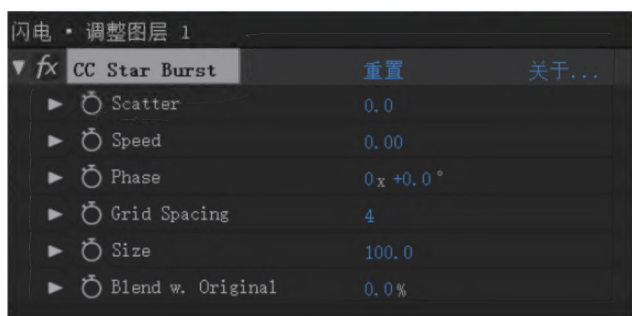 闪电 · 调整图层 1
fx CC Star Burst 重置 关于...
Scatter 0.0
Speed 0.00
Phase 0x +0.0°
Grid Spacing 4
Size 100.0
Blend w. Original 0.0%